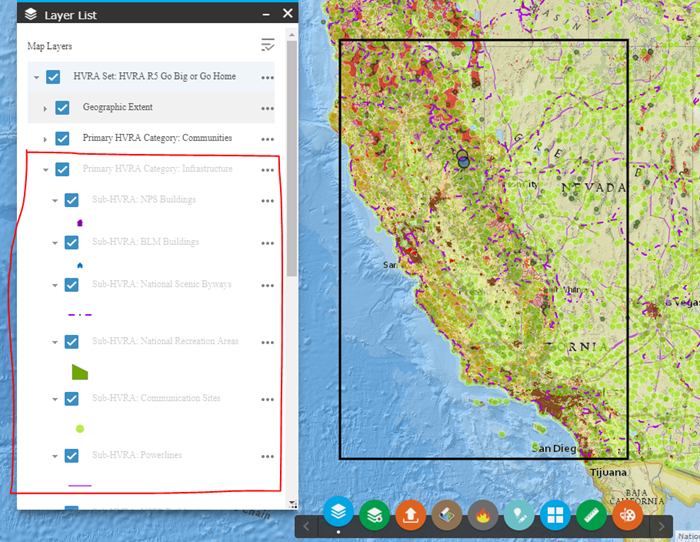 Layer List
Map Layers
HVRA Set: HVRA R5 Go Big or Go Home
Geographic Extent
Primary HVRA Category: Communities
Primary HVRA Category: Infrastructure
Sub-HVRA: NPS Buildings
Sub-HVRA: BLM Buildings
Sub-HVRA: National Scenic Byways
Sub-HVRA: National Recreation Areas
Sub-HVRA: Communication Sites
Sub-HVRA: Powerlines
BASIN
GRE
City
NEVADA
San
Vega
RNIA
San Dieg
Tijuana
BAJA
CALIFORNIA
Chain
Natio